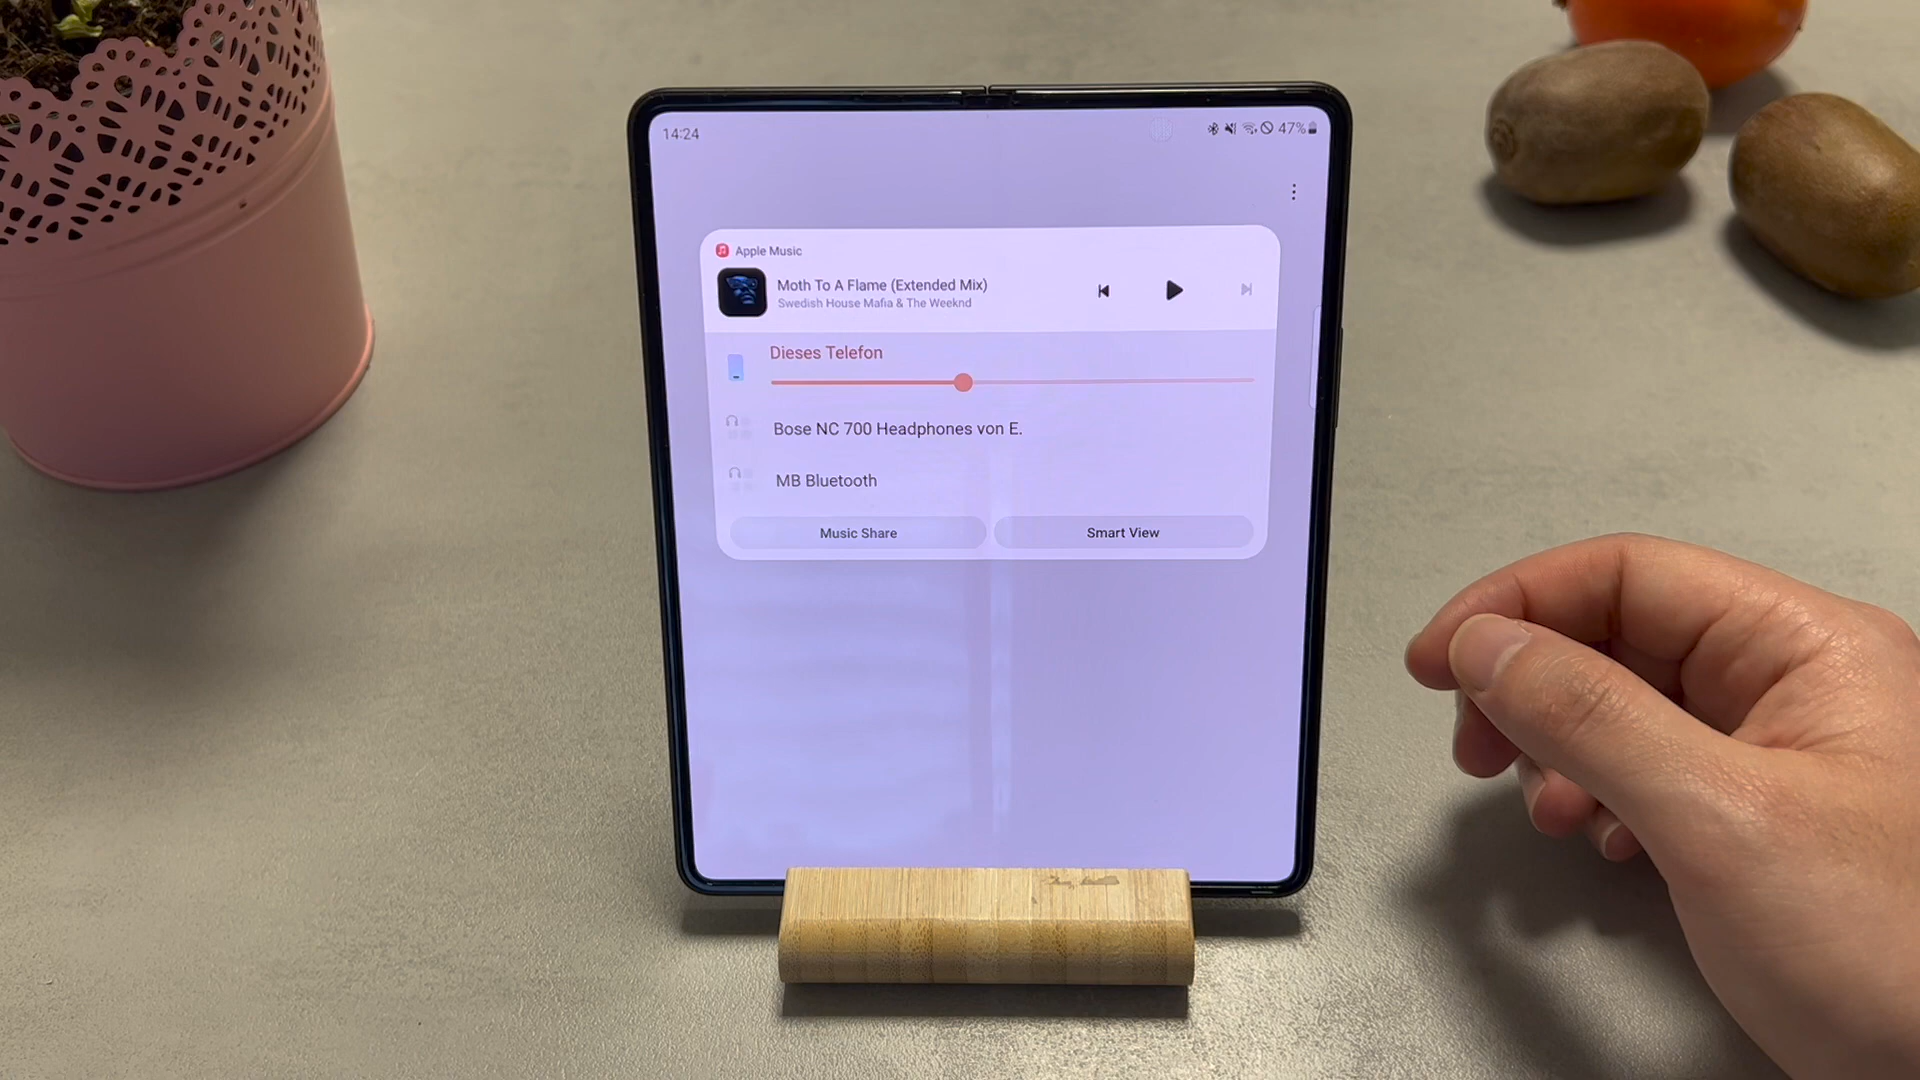 14:24
47%
Apple Music
Moth To A Flame (Extended Mix)
Swedish House Mafia & The Weeknd
Dieses Telefon
Bose NC 700 Headphones von E.
MB Bluetooth
Music Share
Smart View